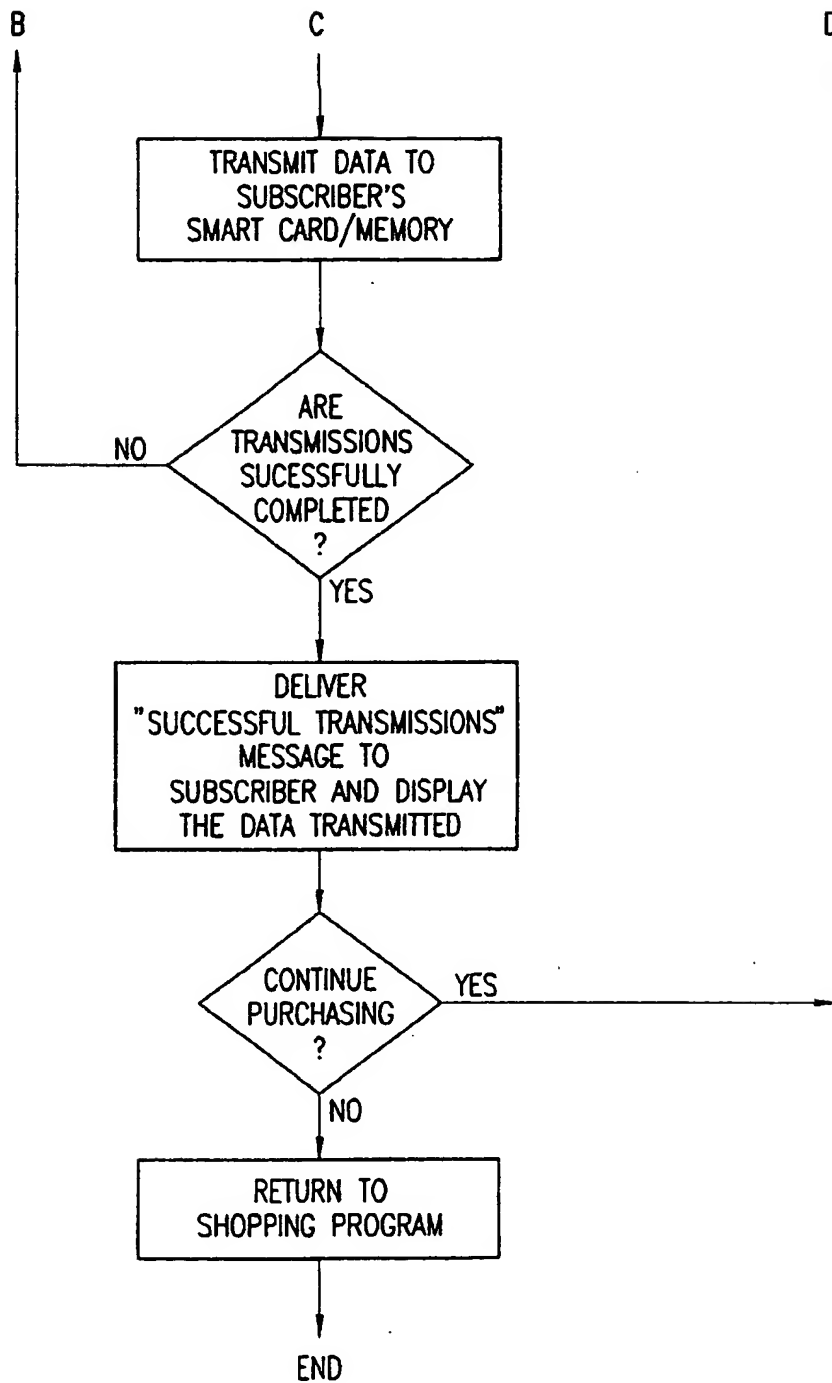 B
C
D
TRANSMIT DATA TO
SUBSCRIBER'S
SMART CARD/MEMORY
ARE
TRANSMISSIONS
SUCESSFULLY
COMPLETED
?
NO
YES
DELIVER
"SUCCESSFUL TRANSMISSIONS"
MESSAGE TO
SUBSCRIBER AND DISPLAY
THE DATA TRANSMITTED
CONTINUE
PURCHASING
?
YES
NO
RETURN TO
SHOPPING PROGRAM
END